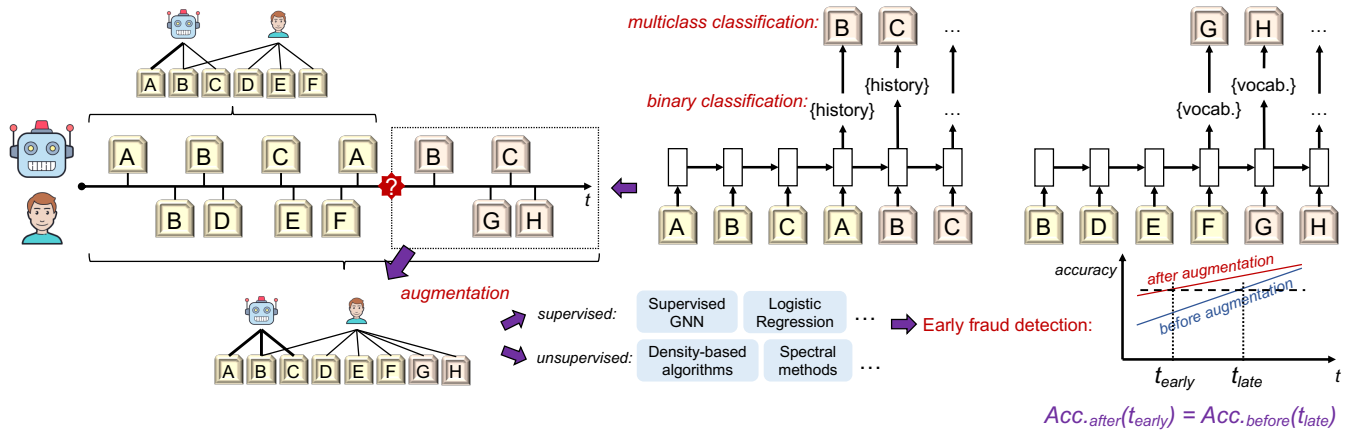 A B C D E F
A B C A B C
?
t
B D E F G H
augmentation
A B C D E F G H
multiclass classification:
B C ...
{history}
binary classification:
{history}
...
A B C A B C
G H ...
{vocab.}
{vocab.}
...
B D E F G H
supervised:
Supervised
GNN
Logistic
Regression
...
unsupervised:
Density-based
algorithms
Spectral
methods
...
Early fraud detection:
accuracy
after augmentation
before augmentation
t_early
t_late
t
Acc._after(t_early) = Acc._before(t_late)